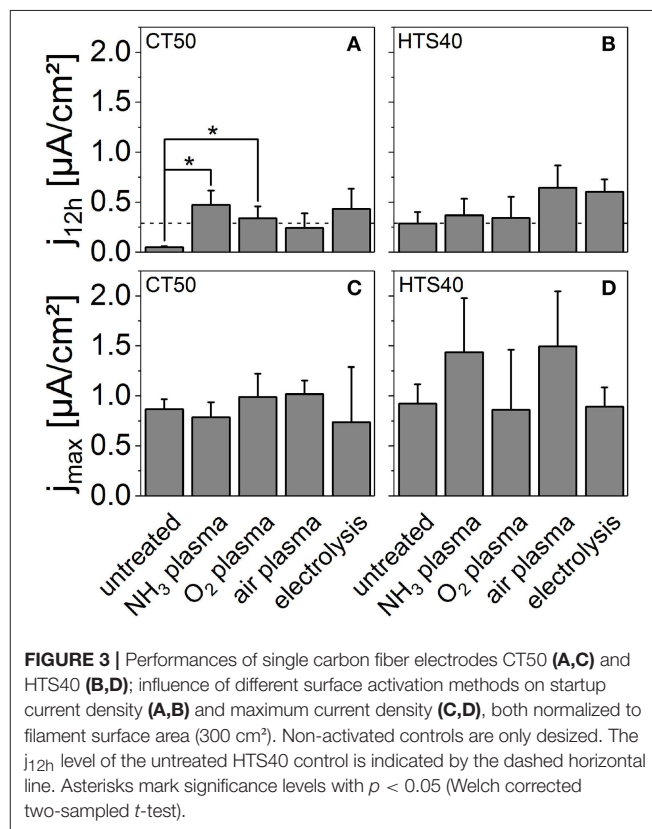 CT50 A
HTS40 B
2.0
1.5
1.0
0.5
0.0
j12h [µA/cm²]
*
*
CT50 C
HTS40 D
2.0
1.5
1.0
0.5
0.0
jmax [µA/cm²]
untreated
NH₃ plasma
O₂ plasma
air plasma
electrolysis
untreated
NH₃ plasma
O₂ plasma
air plasma
electrolysis
FIGURE 3 | Performances of single carbon fiber electrodes CT50 (A,C) and
HTS40 (B,D); influence of different surface activation methods on startup
current density (A,B) and maximum current density (C,D), both normalized to
filament surface area (300 cm²). Non-activated controls are only desized. The
j12h level of the untreated HTS40 control is indicated by the dashed horizontal
line. Asterisks mark significance levels with p < 0.05 (Welch corrected
two-sampled t-test).